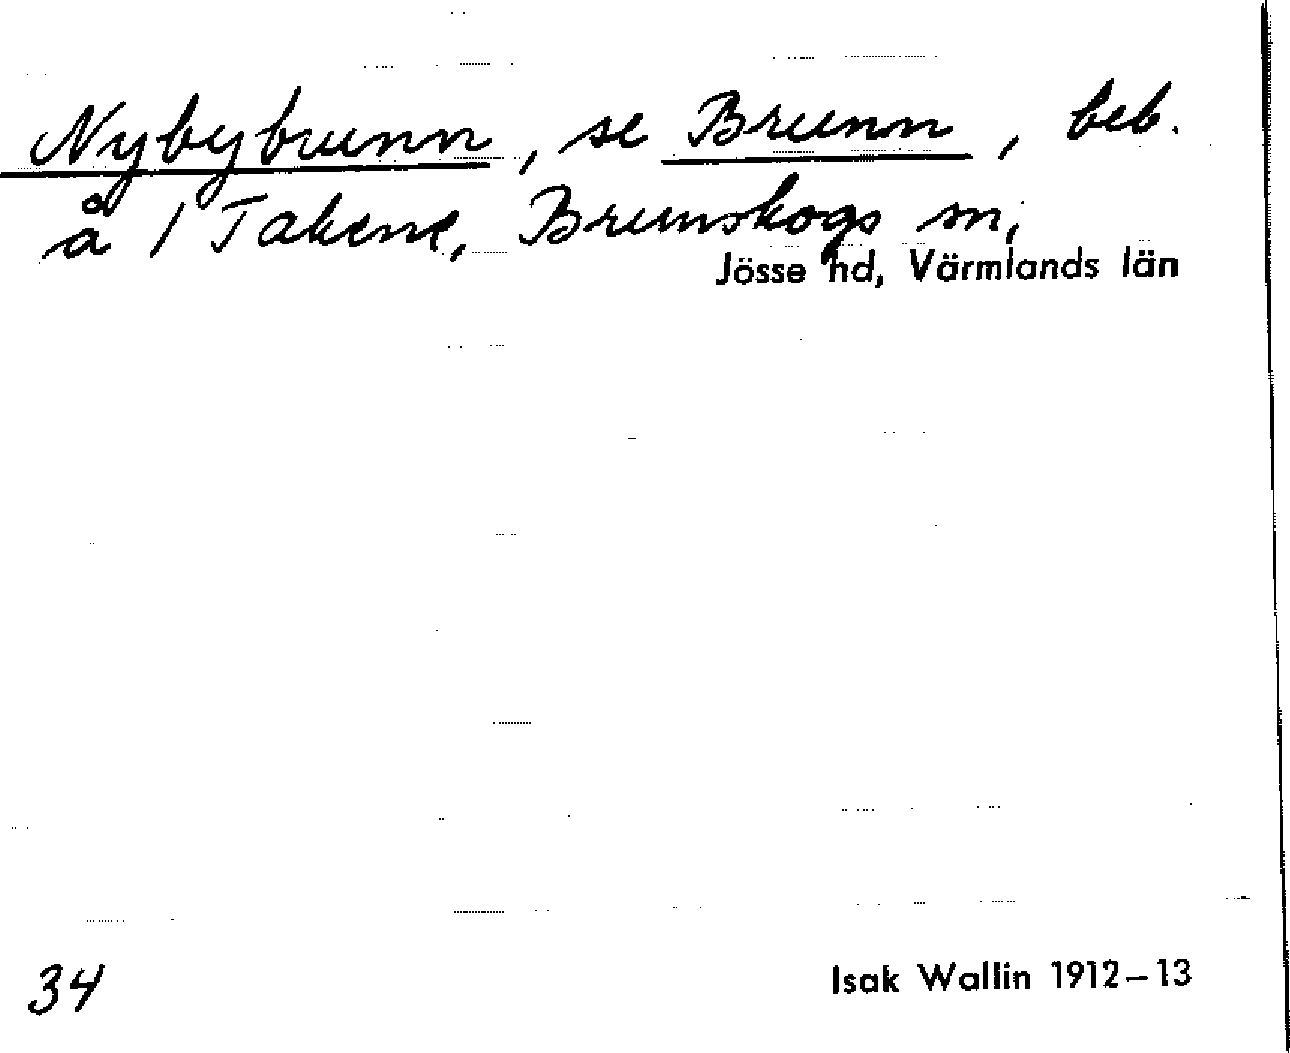 Nybybrunn, se Brunn, beb.
å 1 Takene, Brunskogs sn,
Jösse hd, Värmlands län
34
Isak Wallin 1912–13